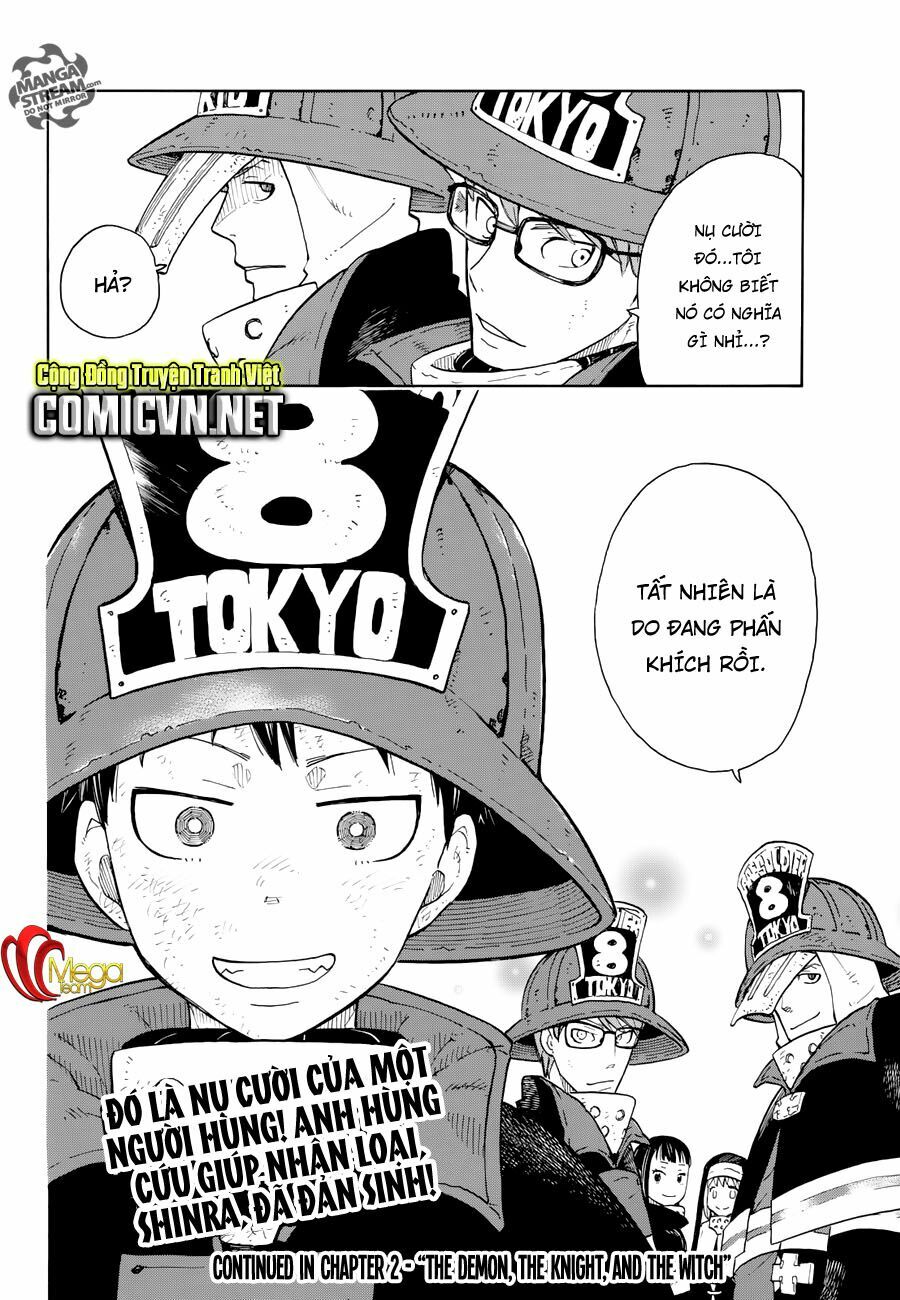 MANGA
STREAM.com
DO NOT MIRROR
KYO
TOKYO
NỤ CƯỜI
ĐÓ...TÔI
KHÔNG BIẾT
NÓ CÓ NGHĨA
GÌ NHỈ...?
HẢ?
Cộng Đồng Truyện Tranh Việt
COMICVN.NET
8
TOKYO
TẤT NHIÊN LÀ
DO ĐANG PHẤN
KHÍCH RỒI.
8
TOKYO
8
TOKYO
Mega
Team
ĐÓ LÀ NỤ CƯỜI CỦA MỘT
NGƯỜI HÙNG! ANH HÙNG
CỨU GIÚP NHÂN LOẠI,
SHINRA, ĐÃ ĐẢN SINH!
CONTINUED IN CHAPTER 2 - "THE DEMON, THE KNIGHT, AND THE WITCH"